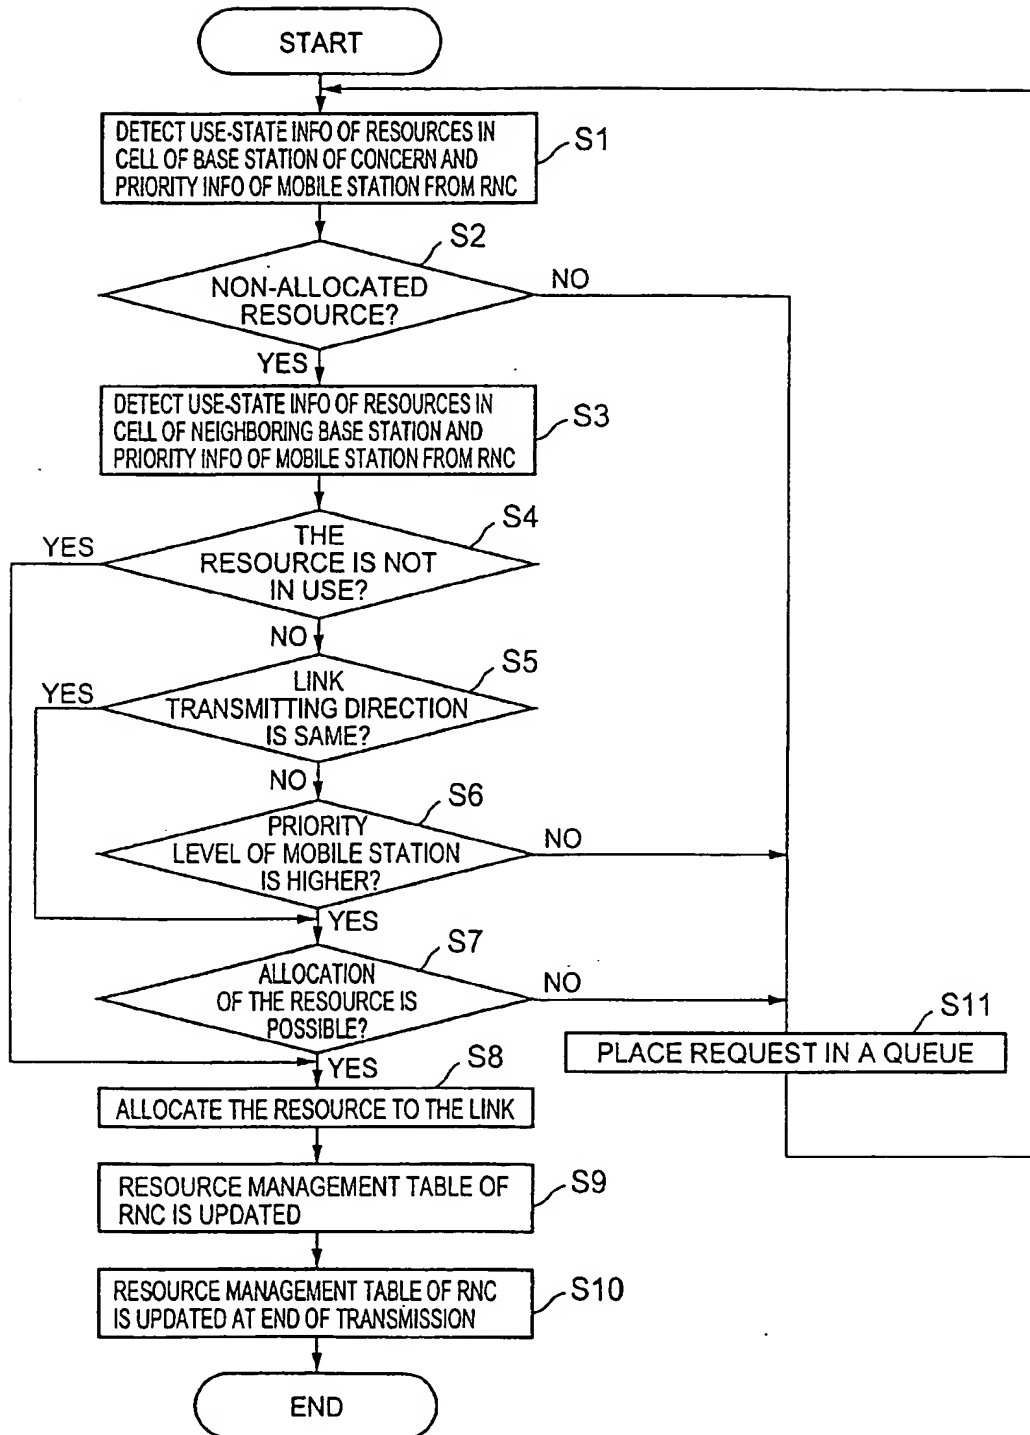 START
DETECT USE-STATE INFO OF RESOURCES IN
CELL OF BASE STATION OF CONCERN AND
PRIORITY INFO OF MOBILE STATION FROM RNC
S1
S2
NON-ALLOCATED
RESOURCE?
NO
YES
DETECT USE-STATE INFO OF RESOURCES IN
CELL OF NEIGHBORING BASE STATION AND
PRIORITY INFO OF MOBILE STATION FROM RNC
S3
S4
YES
THE
RESOURCE IS NOT
IN USE?
NO
S5
YES
LINK
TRANSMITTING DIRECTION
IS SAME?
NO
S6
PRIORITY
LEVEL OF MOBILE STATION
IS HIGHER?
NO
YES
S7
ALLOCATION
OF THE RESOURCE IS
POSSIBLE?
NO
S11
PLACE REQUEST IN A QUEUE
YES
S8
ALLOCATE THE RESOURCE TO THE LINK
RESOURCE MANAGEMENT TABLE OF
RNC IS UPDATED
S9
RESOURCE MANAGEMENT TABLE OF RNC
IS UPDATED AT END OF TRANSMISSION
S10
END